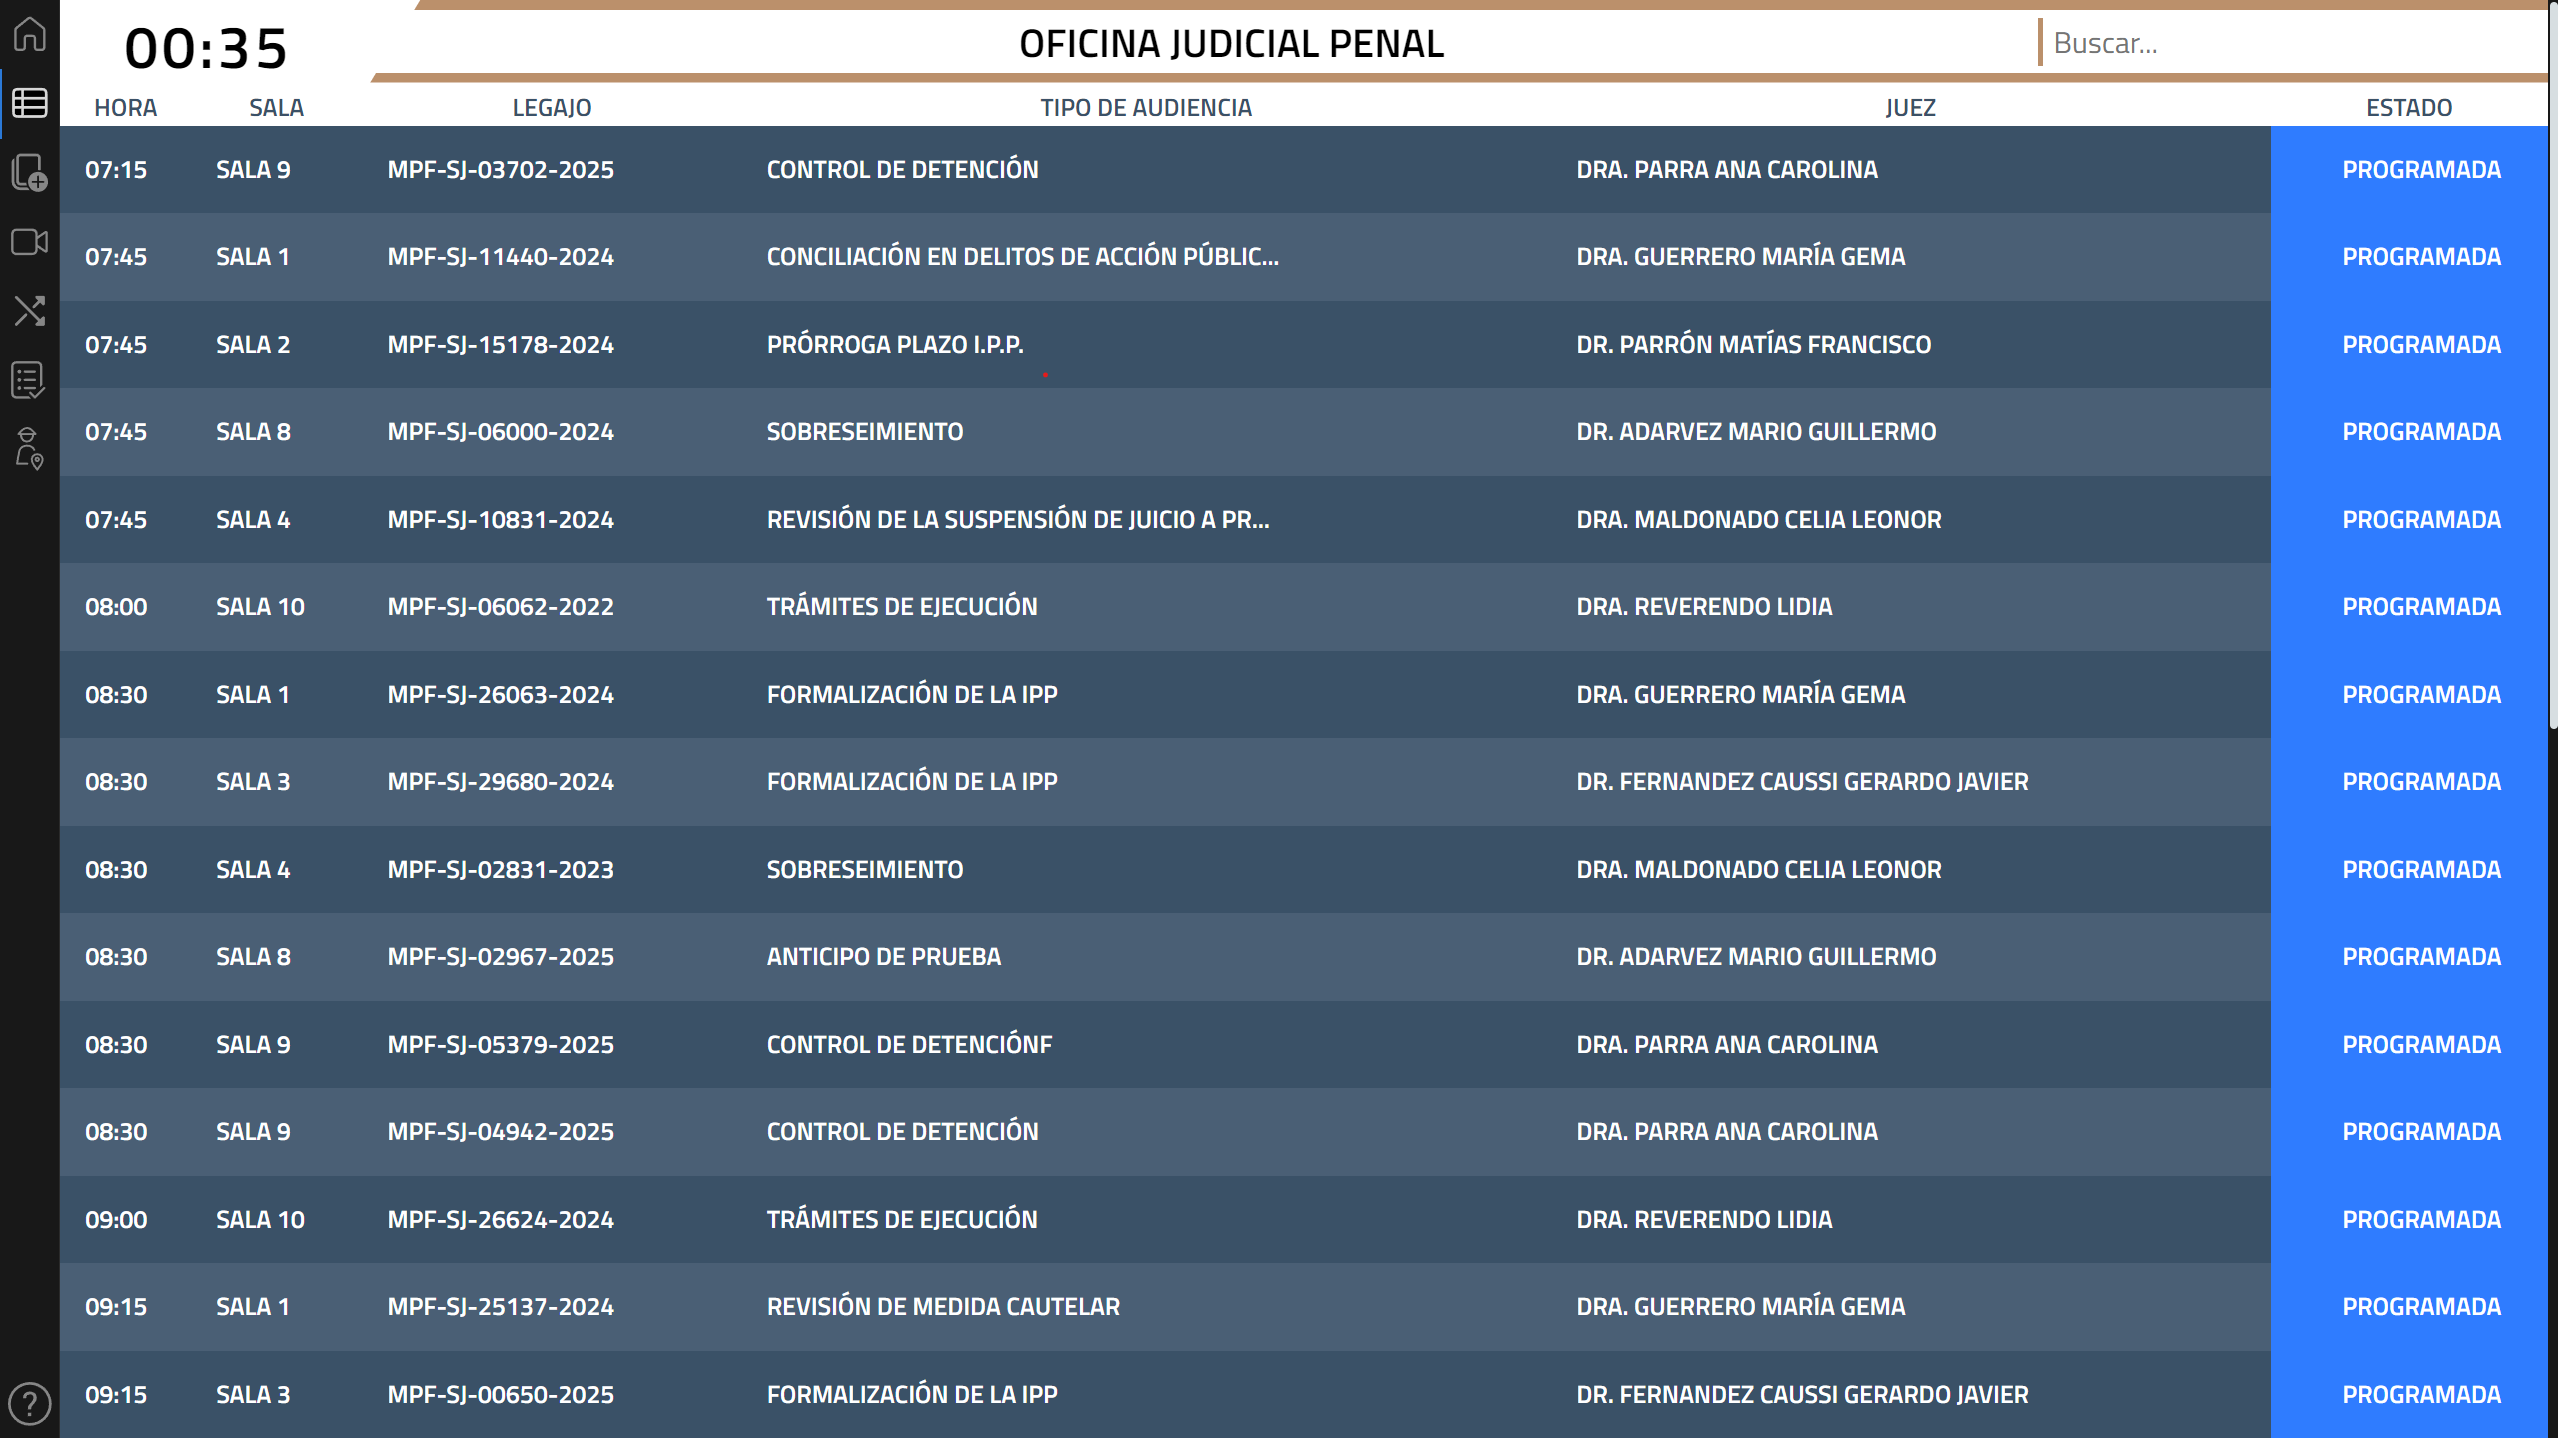 00:35 OFICINA JUDICIAL PENAL Buscar...
HORA SALA LEGAJO TIPO DE AUDIENCIA JUEZ ESTADO
07:15 SALA 9 MPF-SJ-03702-2025 CONTROL DE DETENCIÓN DRA. PARRA ANA CAROLINA PROGRAMADA
07:45 SALA 1 MPF-SJ-11440-2024 CONCILIACIÓN EN DELITOS DE ACCIÓN PÚBLIC... DRA. GUERRERO MARÍA GEMA PROGRAMADA
07:45 SALA 2 MPF-SJ-15178-2024 PRÓRROGA PLAZO I.P.P. DR. PARRÓN MATÍAS FRANCISCO PROGRAMADA
07:45 SALA 8 MPF-SJ-06000-2024 SOBRESEIMIENTO DR. ADARVEZ MARIO GUILLERMO PROGRAMADA
07:45 SALA 4 MPF-SJ-10831-2024 REVISIÓN DE LA SUSPENSIÓN DE JUICIO A PR... DRA. MALDONADO CELIA LEONOR PROGRAMADA
08:00 SALA 10 MPF-SJ-06062-2022 TRÁMITES DE EJECUCIÓN DRA. REVERENDO LIDIA PROGRAMADA
08:30 SALA 1 MPF-SJ-26063-2024 FORMALIZACIÓN DE LA IPP DRA. GUERRERO MARÍA GEMA PROGRAMADA
08:30 SALA 3 MPF-SJ-29680-2024 FORMALIZACIÓN DE LA IPP DR. FERNANDEZ CAUSSI GERARDO JAVIER PROGRAMADA
08:30 SALA 4 MPF-SJ-02831-2023 SOBRESEIMIENTO DRA. MALDONADO CELIA LEONOR PROGRAMADA
08:30 SALA 8 MPF-SJ-02967-2025 ANTICIPO DE PRUEBA DR. ADARVEZ MARIO GUILLERMO PROGRAMADA
08:30 SALA 9 MPF-SJ-05379-2025 CONTROL DE DETENCIÓNF DRA. PARRA ANA CAROLINA PROGRAMADA
08:30 SALA 9 MPF-SJ-04942-2025 CONTROL DE DETENCIÓN DRA. PARRA ANA CAROLINA PROGRAMADA
09:00 SALA 10 MPF-SJ-26624-2024 TRÁMITES DE EJECUCIÓN DRA. REVERENDO LIDIA PROGRAMADA
09:15 SALA 1 MPF-SJ-25137-2024 REVISIÓN DE MEDIDA CAUTELAR DRA. GUERRERO MARÍA GEMA PROGRAMADA
09:15 SALA 3 MPF-SJ-00650-2025 FORMALIZACIÓN DE LA IPP DR. FERNANDEZ CAUSSI GERARDO JAVIER PROGRAMADA